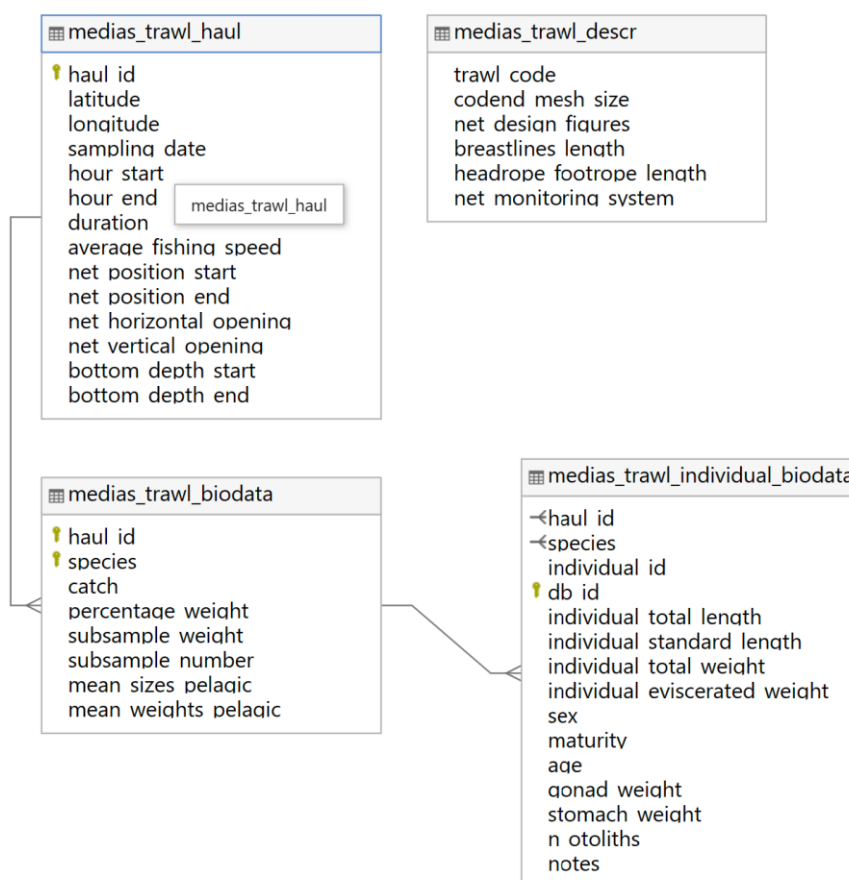 medias_trawl_haul
haul id
latitude
longitude
sampling date
hour start
hour end
duration
average fishing speed
net position start
net position end
net horizontal opening
net vertical opening
bottom depth start
bottom depth end
medias_trawl_haul
medias_trawl_descr
trawl code
codend mesh size
net design figures
breastlines length
headrope footrope length
net monitoring system
medias_trawl_biodata
haul id
species
catch
percentage weight
subsample weight
subsample number
mean sizes pelagic
mean weights pelagic
medias_trawl_individual_biodata
haul id
species
individual id
db id
individual total length
individual standard length
individual total weight
individual eviscerated weight
sex
maturity
age
gonad weight
stomach weight
n otoliths
notes